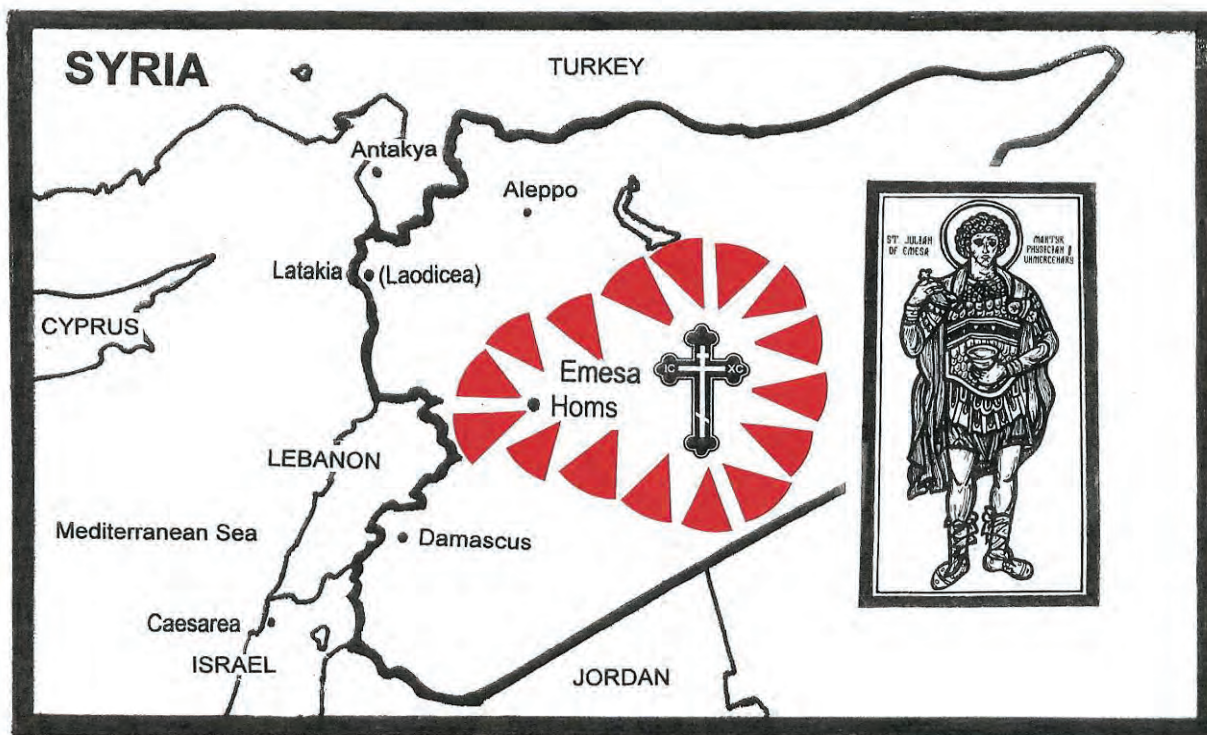 SYRIA
TURKEY
Antakya
Aleppo
ST. JULIAN
OF EMESA
MARTYR
PHYSICIAN &
UNMERCENARY
Latakia (Laodicea)
CYPRUS
Emesa
IC XC
Homs
LEBANON
Mediterranean Sea
Damascus
Caesarea
ISRAEL
JORDAN